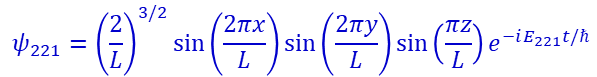 ψ₂₂₁ = (2/L)^{3/2} sin(2πx/L) sin(2πy/L) sin(πz/L) e^{−iE₂₂₁t/ℏ}